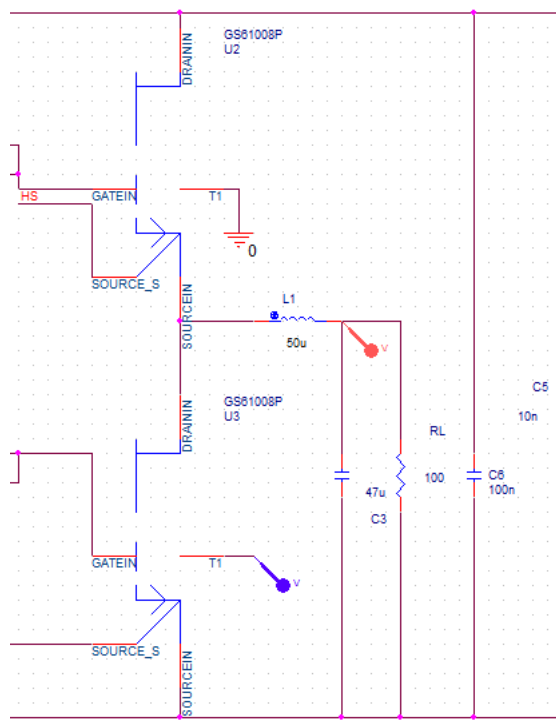 GS61008P
U2
DRAININ
HS
GATEIN
T1
0
SOURCE_S
SOURCEIN
L1
50u
V
GS61008P
U3
DRAININ
C5
10n
RL
100
C6
100n
47u
C3
GATEIN
T1
V
SOURCE_S
SOURCEIN